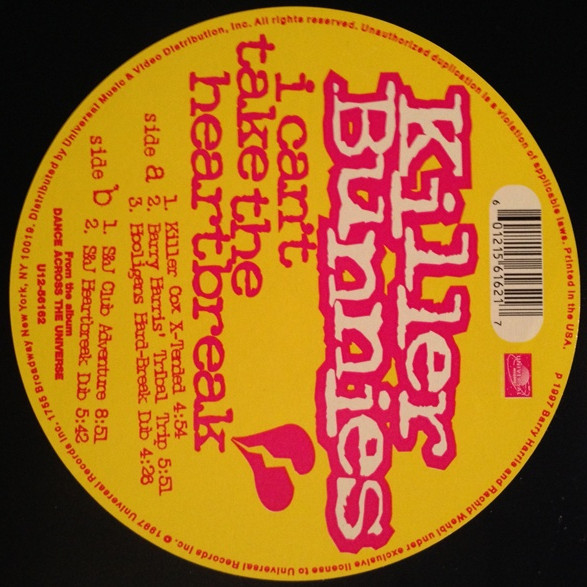 Killer
Bunnies
i can't
take the
heartbreak
side a
1. Killer Cox X-Tended 4:54
2. Barry Harris' Tribal Trip 5:51
3. Hooligans Hard-Break Dub 4:28
side b
1. S&J Club Adventure 8:51
2. S&J Heartbreak Dub 5:42
From the album
DANCE ACROSS THE UNIVERSE
U12-56162
6 01215 61621 7
℗ 1997 Barry Harris and Rachid Wehbi under exclusive license to Universal Records Inc. © 1997 Universal Records Inc. 1755 Broadway New York, NY 10019. Distributed by Universal Music & Video Distribution, Inc. All rights reserved. Unauthorized duplication is a violation of applicable laws. Printed in the USA.